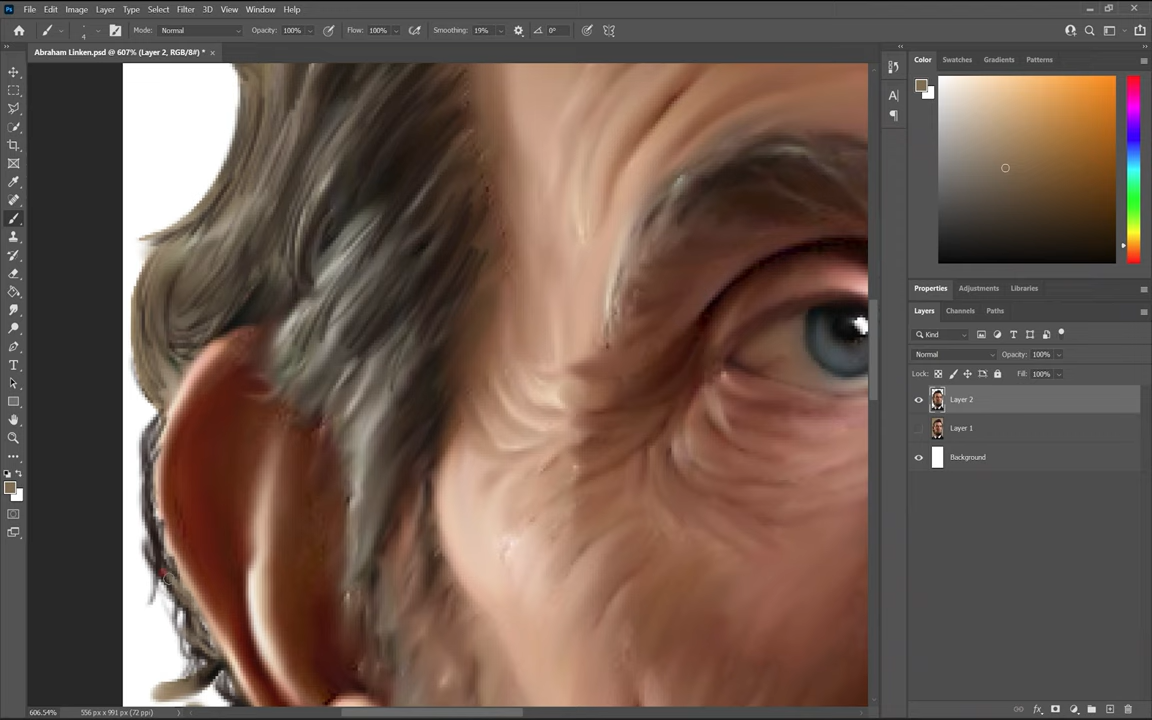 Ps File Edit Image Layer Type Select Filter 3D View Window Help
4 Mode: Normal Opacity: 100% Flow: 100% Smoothing: 19% 0°
Abraham Linken.psd @ 607% (Layer 2, RGB/8#) * ×
Color Swatches Gradients Patterns
A|
Properties Adjustments Libraries
Layers Channels Paths
Kind
Normal Opacity: 100%
Lock: Fill: 100%
Layer 2
Layer 1
Background
606.54% 556 px x 991 px (72 ppi)
fx